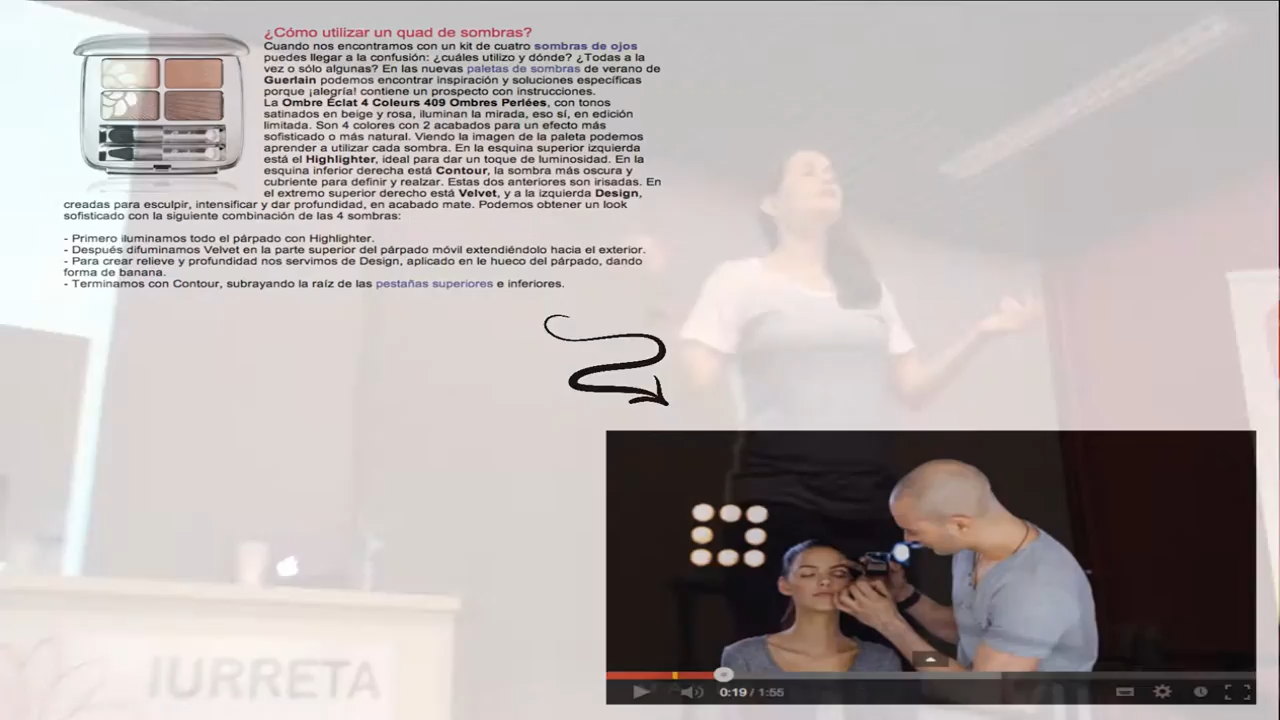 ¿Cómo utilizar un quad de sombras?
Cuando nos encontramos con un kit de cuatro sombras de ojos
puedes llegar a la confusión: ¿cuáles utilizo y dónde? ¿Todas a la
vez o sólo algunas? En las nuevas paletas de sombras de verano de
Guerlain podemos encontrar inspiración y soluciones específicas
porque ¡alegría! contiene un prospecto con instrucciones.
La Ombre Éclat 4 Coleurs 409 Ombres Perlées, con tonos
satinados en beige y rosa, iluminan la mirada, eso sí, en edición
limitada. Son 4 colores con 2 acabados para un efecto más
sofisticado o más natural. Viendo la imagen de la paleta podemos
aprender a utilizar cada sombra. En la esquina superior izquierda
está el Highlighter, ideal para dar un toque de luminosidad. En la
esquina inferior derecha está Contour, la sombra más oscura y
cubriente para definir y realzar. Estas dos anteriores son irisadas. En
el extremo superior derecho está Velvet, y a la izquierda Design,
creadas para esculpir, intensificar y dar profundidad, en acabado mate. Podemos obtener un look
sofisticado con la siguiente combinación de las 4 sombras:
- Primero iluminamos todo el párpado con Highlighter.
- Después difuminamos Velvet en la parte superior del párpado móvil extendiéndolo hacia el exterior.
- Para crear relieve y profundidad nos servimos de Design, aplicado en le hueco del párpado, dando
forma de banana.
- Terminamos con Contour, subrayando la raíz de las pestañas superiores e inferiores.
IURRETA
0:19 / 1:55